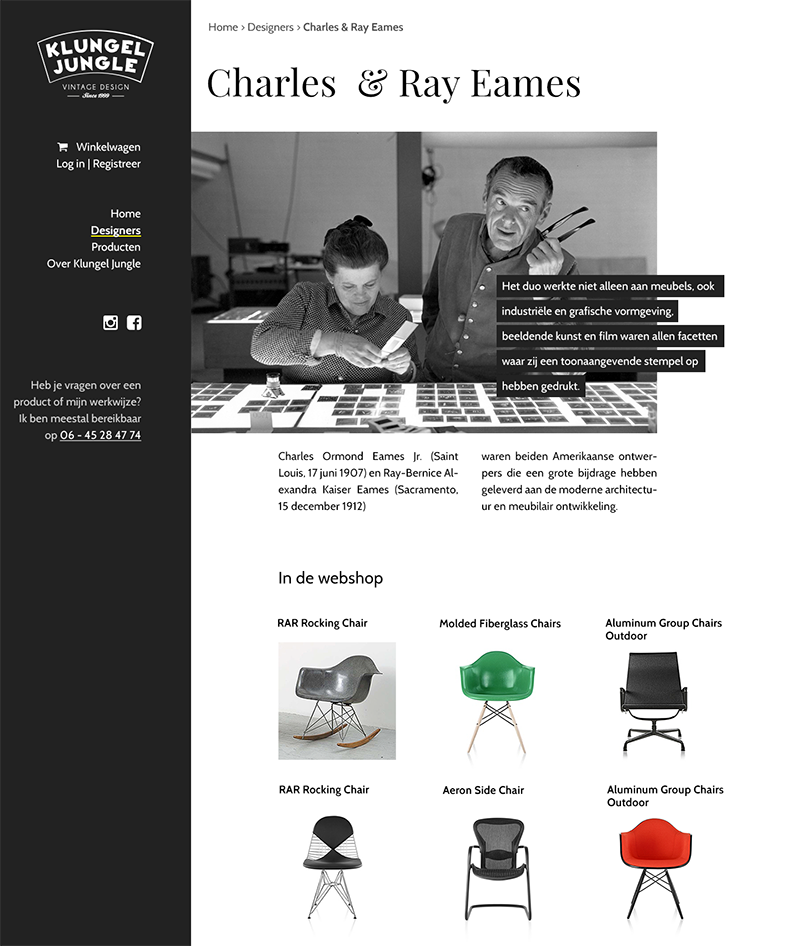 KLUNGEL
JUNGLE
VINTAGE DESIGN
Since 1999
Winkelwagen
Log in | Registreer
Home
Designers
Producten
Over Klungel Jungle
Heb je vragen over een
product of mijn werkwijze?
Ik ben meestal bereikbaar
op 06 - 45 28 47 74
Home › Designers › Charles & Ray Eames
Charles & Ray Eames
Het duo werkte niet alleen aan meubels, ook
industriële en grafische vormgeving,
beeldende kunst en film waren allen facetten
waar zij een toonaangevende stempel op
hebben gedrukt.
Charles Ormond Eames Jr. (Saint
Louis, 17 juni 1907) en Ray-Bernice Al-
exandra Kaiser Eames (Sacramento,
15 december 1912)
waren beiden Amerikaanse ontwer-
pers die een grote bijdrage hebben
geleverd aan de moderne architectu-
ur en meubilair ontwikkeling.
In de webshop
RAR Rocking Chair
Molded Fiberglass Chairs
Aluminum Group Chairs
Outdoor
RAR Rocking Chair
Aeron Side Chair
Aluminum Group Chairs
Outdoor